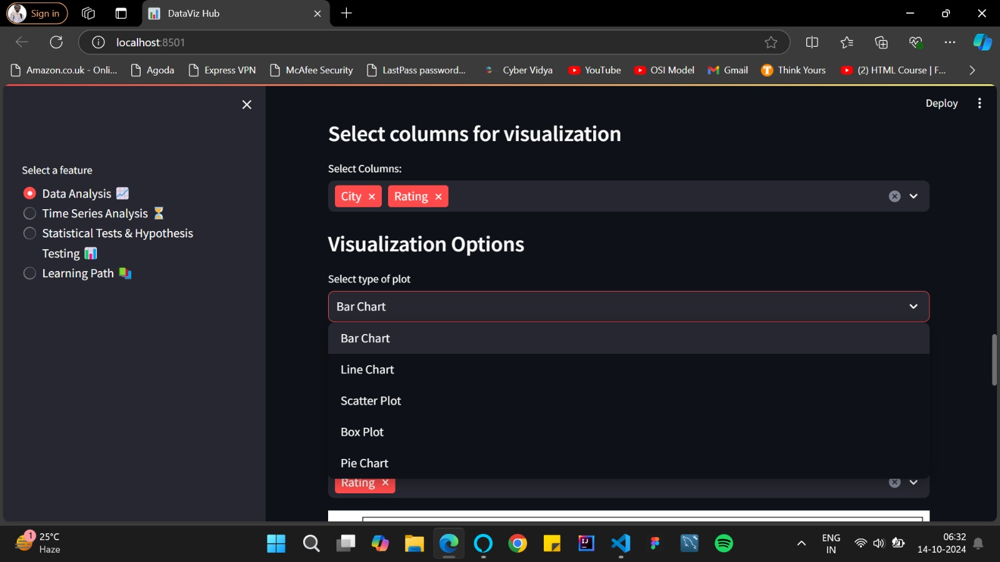 Sign in
DataViz Hub
localhost:8501
Amazon.co.uk - Onli...
Agoda
Express VPN
McAfee Security
LastPass password...
Cyber Vidya
YouTube
OSI Model
Gmail
Think Yours
(2) HTML Course | F...
Deploy
Select a feature
Data Analysis
Time Series Analysis
Statistical Tests & Hypothesis
Testing
Learning Path
Select columns for visualization
Select Columns:
City
Rating
Visualization Options
Select type of plot
Bar Chart
Bar Chart
Line Chart
Scatter Plot
Box Plot
Pie Chart
Rating
1
25°C
Haze
ENG
IN
06:32
14-10-2024